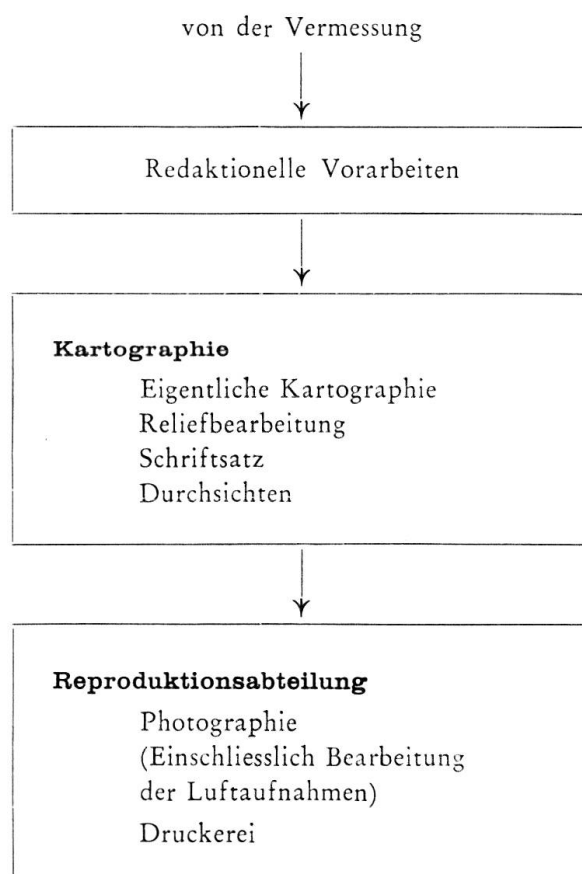 von der Vermessung
Redaktionelle Vorarbeiten
Kartographie
Eigentliche Kartographie
Reliefbearbeitung
Schriftsatz
Durchsichten
Reproduktionsabteilung
Photographie
(Einschliesslich Bearbeitung
der Luftaufnahmen)
Druckerei